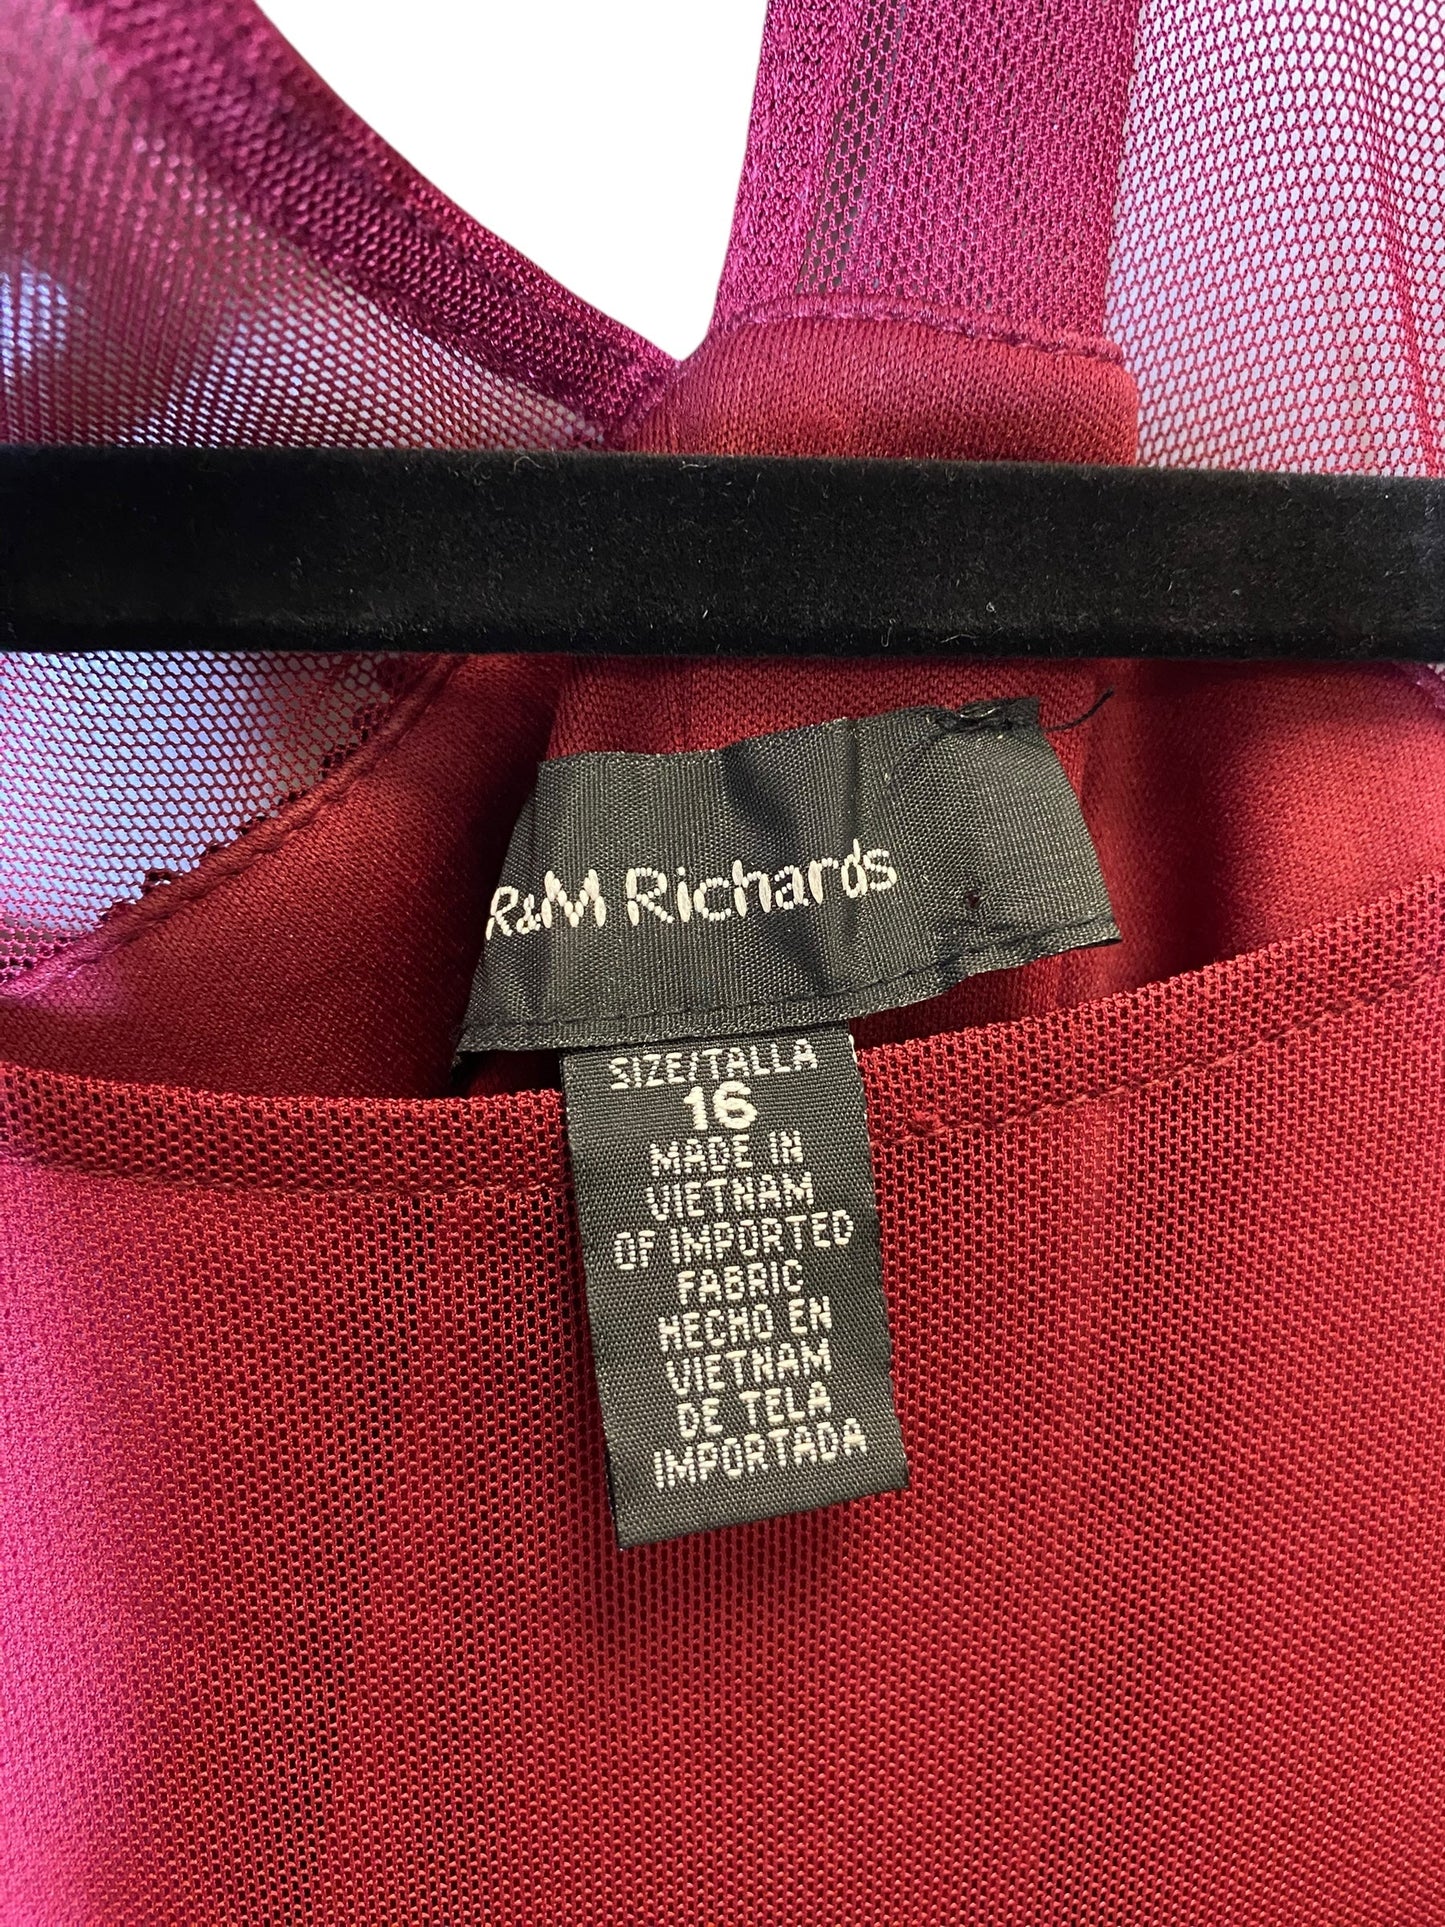 R&M Richards
SIZE/TALLA
16
MADE IN
VIETNAM
OF IMPORTED
FABRIC
HECHO EN
VIETNAM
DE TELA
IMPORTADA